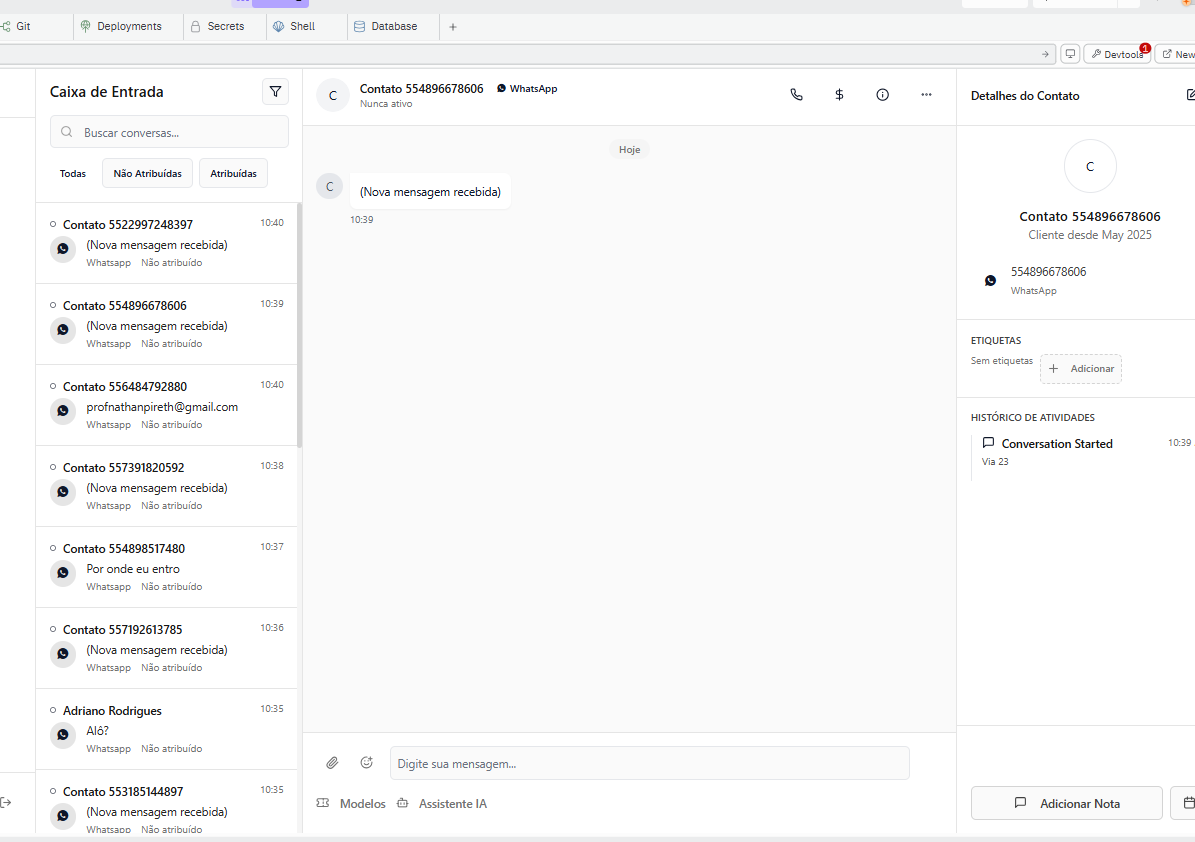 Git
Deployments
Secrets
Shell
Database
Devtools
1
New
Caixa de Entrada
Buscar conversas...
Todas
Não Atribuídas
Atribuídas
Contato 5522997248397
10:40
(Nova mensagem recebida)
Whatsapp Não atribuído
Contato 554896678606
10:39
(Nova mensagem recebida)
Whatsapp Não atribuído
Contato 556484792880
10:40
profnathanpireth@gmail.com
Whatsapp Não atribuído
Contato 557391820592
10:38
(Nova mensagem recebida)
Whatsapp Não atribuído
Contato 554898517480
10:37
Por onde eu entro
Whatsapp Não atribuído
Contato 557192613785
10:36
(Nova mensagem recebida)
Whatsapp Não atribuído
Adriano Rodrigues
10:35
Alô?
Whatsapp Não atribuído
Contato 553185144897
10:35
(Nova mensagem recebida)
Whatsapp Não atribuído
C
Contato 554896678606
WhatsApp
Nunca ativo
Hoje
C
(Nova mensagem recebida)
10:39
Digite sua mensagem...
Modelos
Assistente IA
Detalhes do Contato
C
Contato 554896678606
Cliente desde May 2025
554896678606
WhatsApp
ETIQUETAS
Sem etiquetas
Adicionar
HISTÓRICO DE ATIVIDADES
Conversation Started
10:39
Via 23
Adicionar Nota